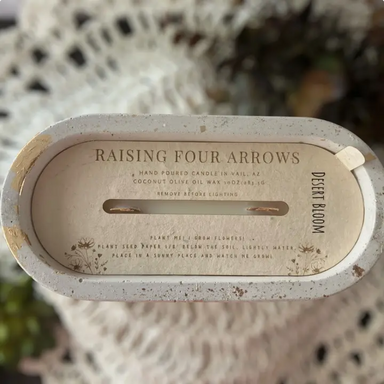 RAISING FOUR ARROWS
HAND POURED CANDLE IN VAIL, AZ
COCONUT OLIVE OIL WAX
REMOVE BEFORE LIGHTING
PLANT ME! I GROW FLOWERS!
PLANT SEED PAPER 1/8" BELOW THE SOIL, LIGHTLY WATER
PLACE IN A SUNNY PLACE AND WATCH ME GROW!
DESERT BLOOM